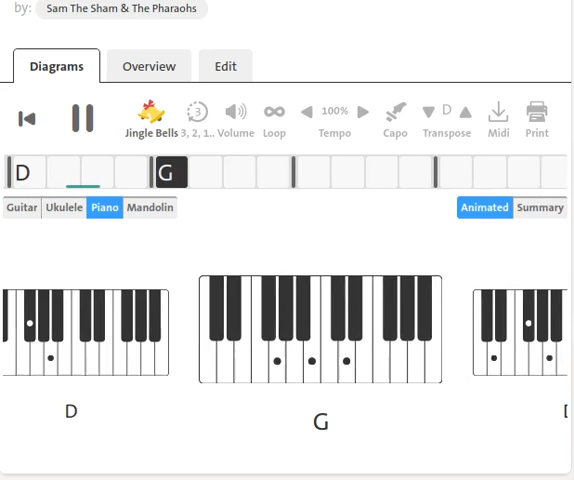 by: Sam The Sham & The Pharaohs
Diagrams Overview Edit
3
100%
D
Jingle Bells 3, 2, 1.. Volume Loop Tempo Capo Transpose Midi Print
D G
Guitar Ukulele Piano Mandolin Animated Summary
D
G